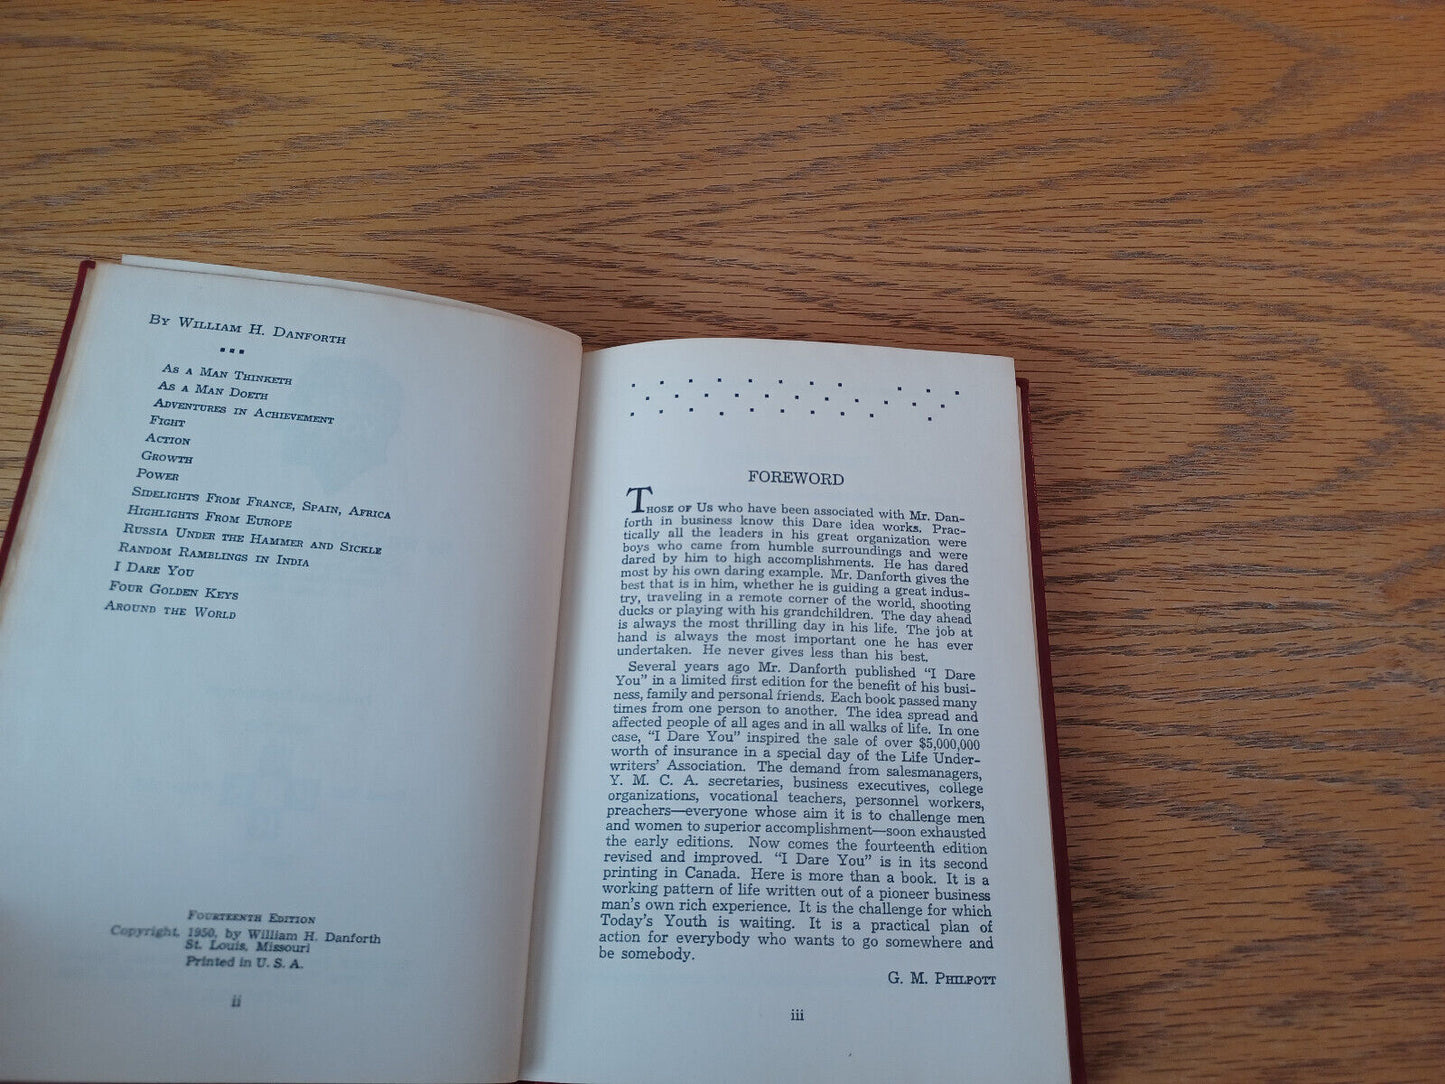 By William H. Danforth
As a Man Thinketh
As a Man Doeth
Adventures in Achievement
Fight
Action
Growth
Power
Sidelights From France, Spain, Africa
Highlights From Europe
Russia Under the Hammer and Sickle
Random Ramblings in India
I Dare You
Four Golden Keys
Around the World
Fourteenth Edition
Copyright, 1950, by William H. Danforth
St. Louis, Missouri
Printed in U. S. A.
ii
FOREWORD
Those of Us who have been associated with Mr. Dan-
forth in business know this Dare idea works. Prac-
tically all the leaders in his great organization were
boys who came from humble surroundings and were
dared by him to high accomplishments. He has dared
most by his own daring example. Mr. Danforth gives the
best that is in him, whether he is guiding a great indus-
try, traveling in a remote corner of the world, shooting
ducks or playing with his grandchildren. The day ahead
is always the most thrilling day in his life. The job at
hand is always the most important one he has ever
undertaken. He never gives less than his best.
Several years ago Mr. Danforth published "I Dare
You" in a limited first edition for the benefit of his busi-
ness, family and personal friends. Each book passed many
times from one person to another. The idea spread and
affected people of all ages and in all walks of life. In one
case, "I Dare You" inspired the sale of over $5,000,000
worth of insurance in a special day of the Life Under-
writers' Association. The demand from salesmanagers,
Y. M. C. A. secretaries, business executives, college
organizations, vocational teachers, personnel workers,
preachers—everyone whose aim it is to challenge men
and women to superior accomplishment—soon exhausted
the early editions. Now comes the fourteenth edition
revised and improved. "I Dare You" is in its second
printing in Canada. Here is more than a book. It is a
working pattern of life written out of a pioneer business
man's own rich experience. It is the challenge for which
Today's Youth is waiting. It is a practical plan of
action for everybody who wants to go somewhere and
be somebody.
G. M. Philpott
iii